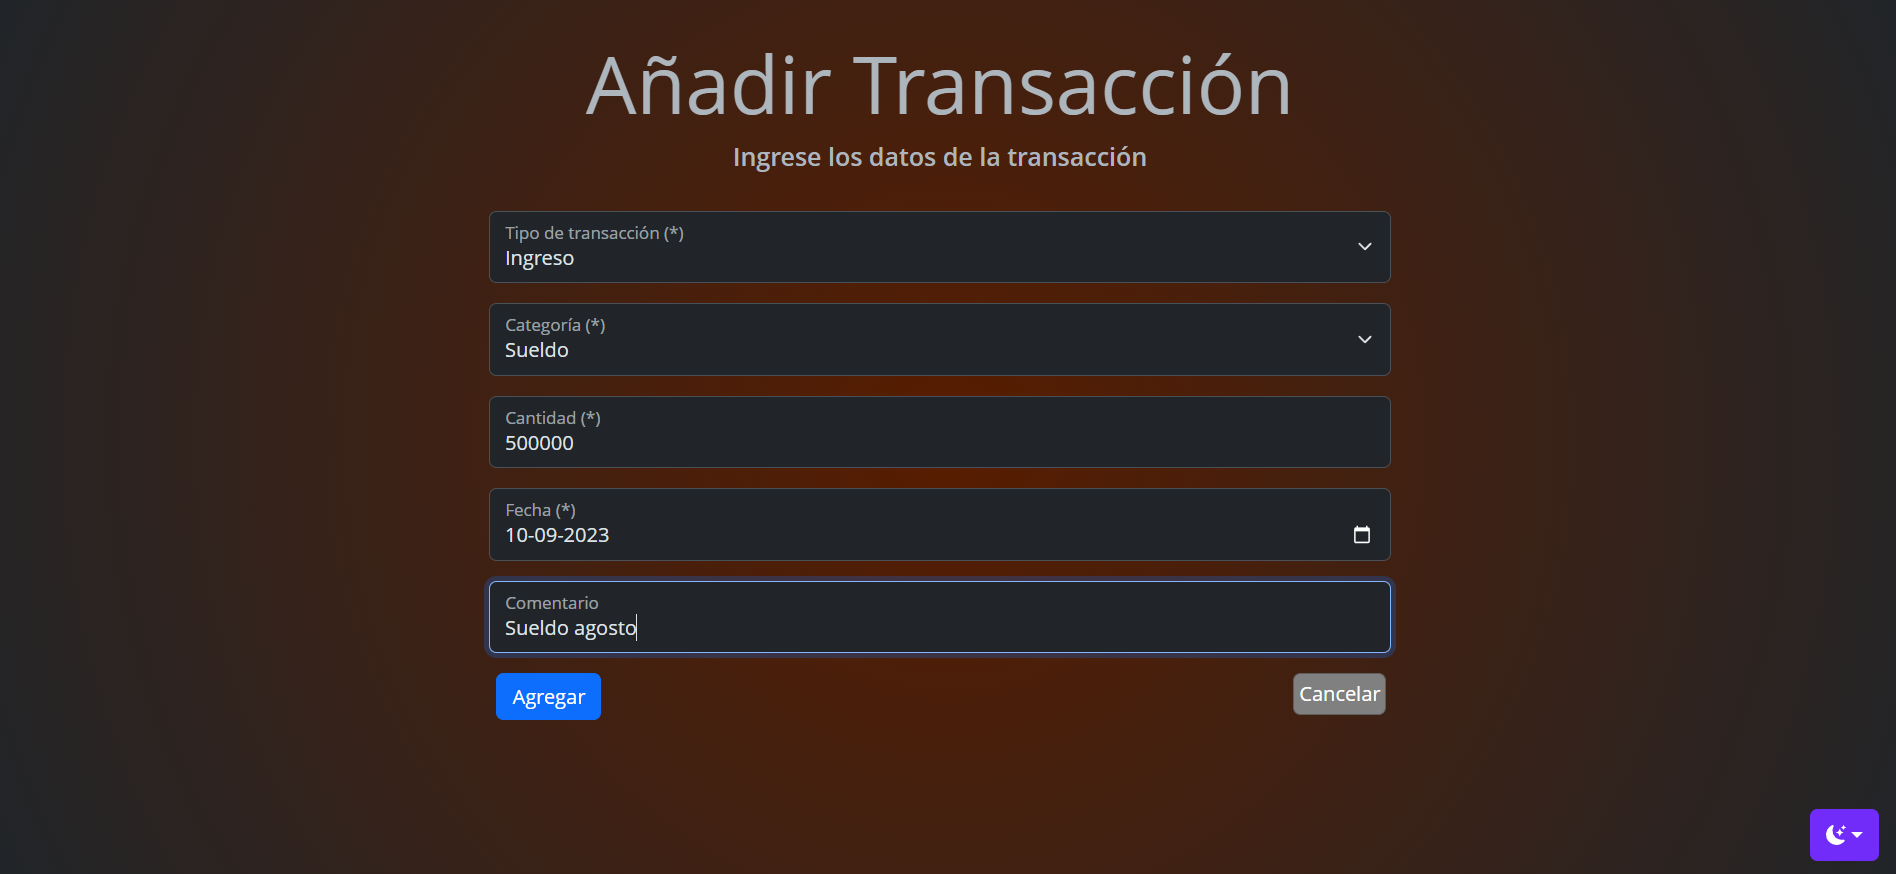 Añadir Transacción
Ingrese los datos de la transacción
Tipo de transacción (*)
Ingreso
Categoría (*)
Sueldo
Cantidad (*)
500000
Fecha (*)
10-09-2023
Comentario
Sueldo agosto
Agregar
Cancelar